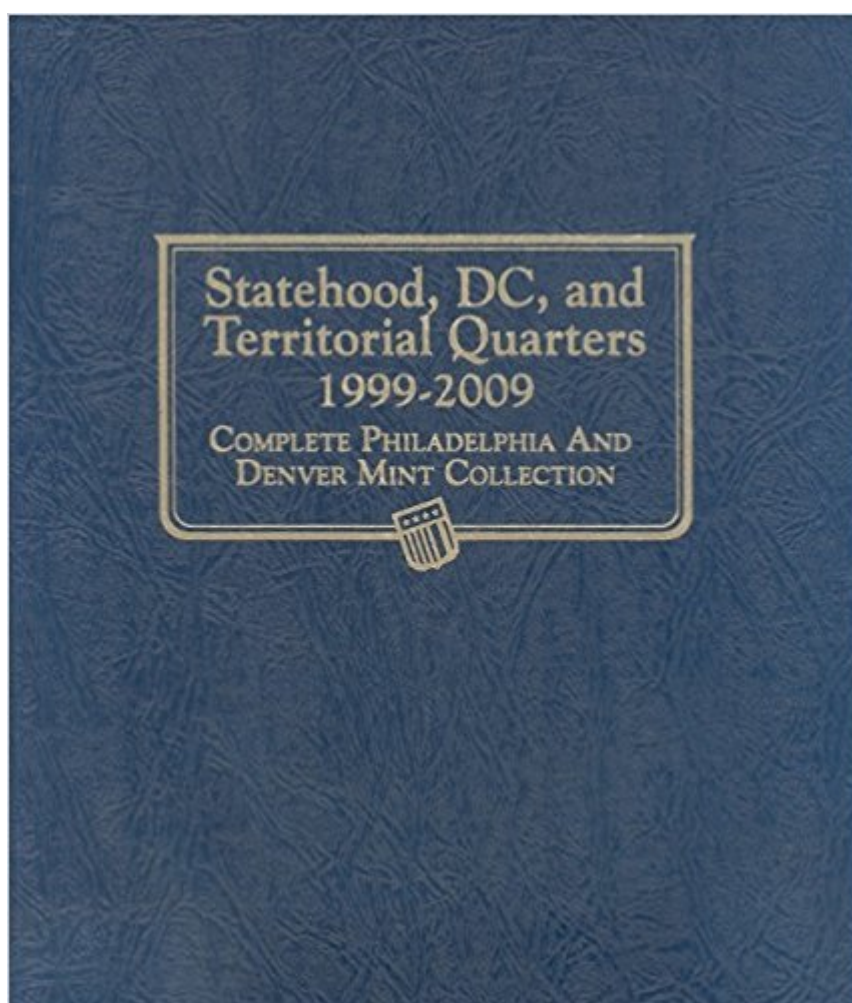 Statehood, DC, and
Territorial Quarters
1999-2009
COMPLETE PHILADELPHIA AND
DENVER MINT COLLECTION